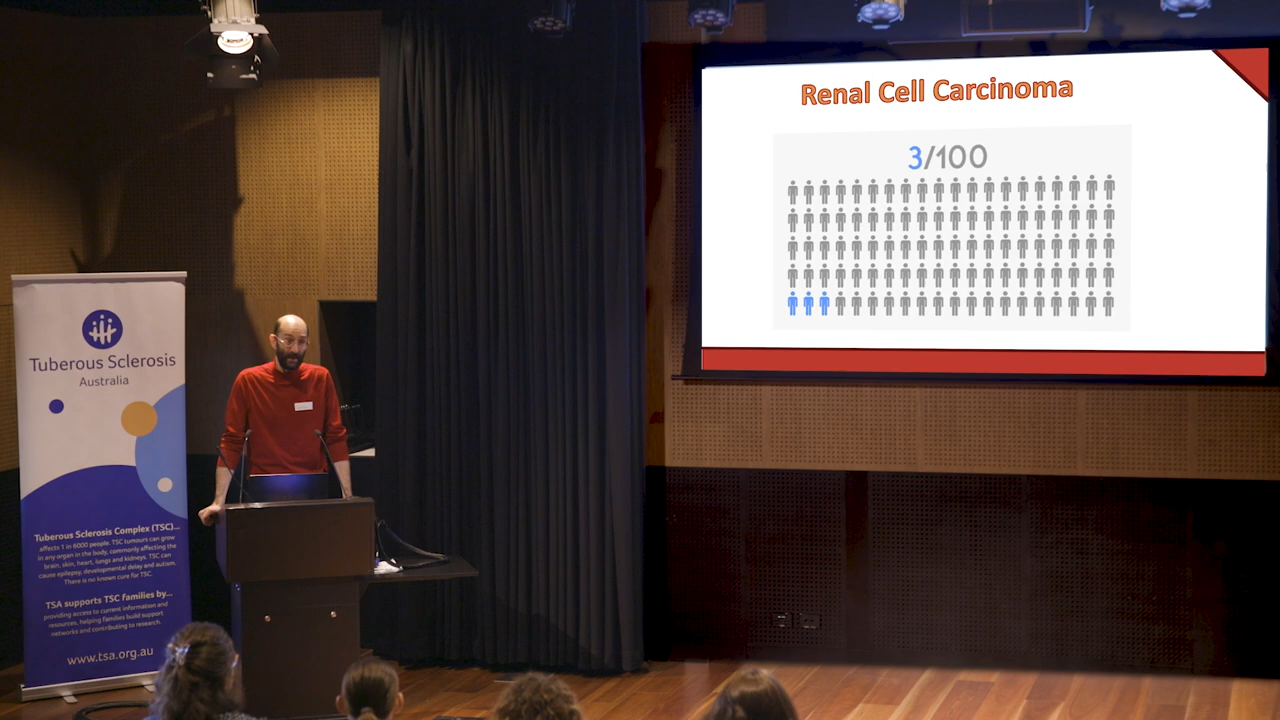 Renal Cell Carcinoma
3/100
Tuberous Sclerosis
Australia
Tuberous Sclerosis Complex (TSC)...
affects 1 in 6000 people. TSC tumours can grow
in any organ in the body, commonly affecting the
brain, skin, heart, lungs and kidneys. TSC can
cause epilepsy, developmental delay and autism.
There is no known cure for TSC.
TSA supports TSC families by...
providing access to current information and
resources, helping families build support
networks and contributing to research.
www.tsa.org.au